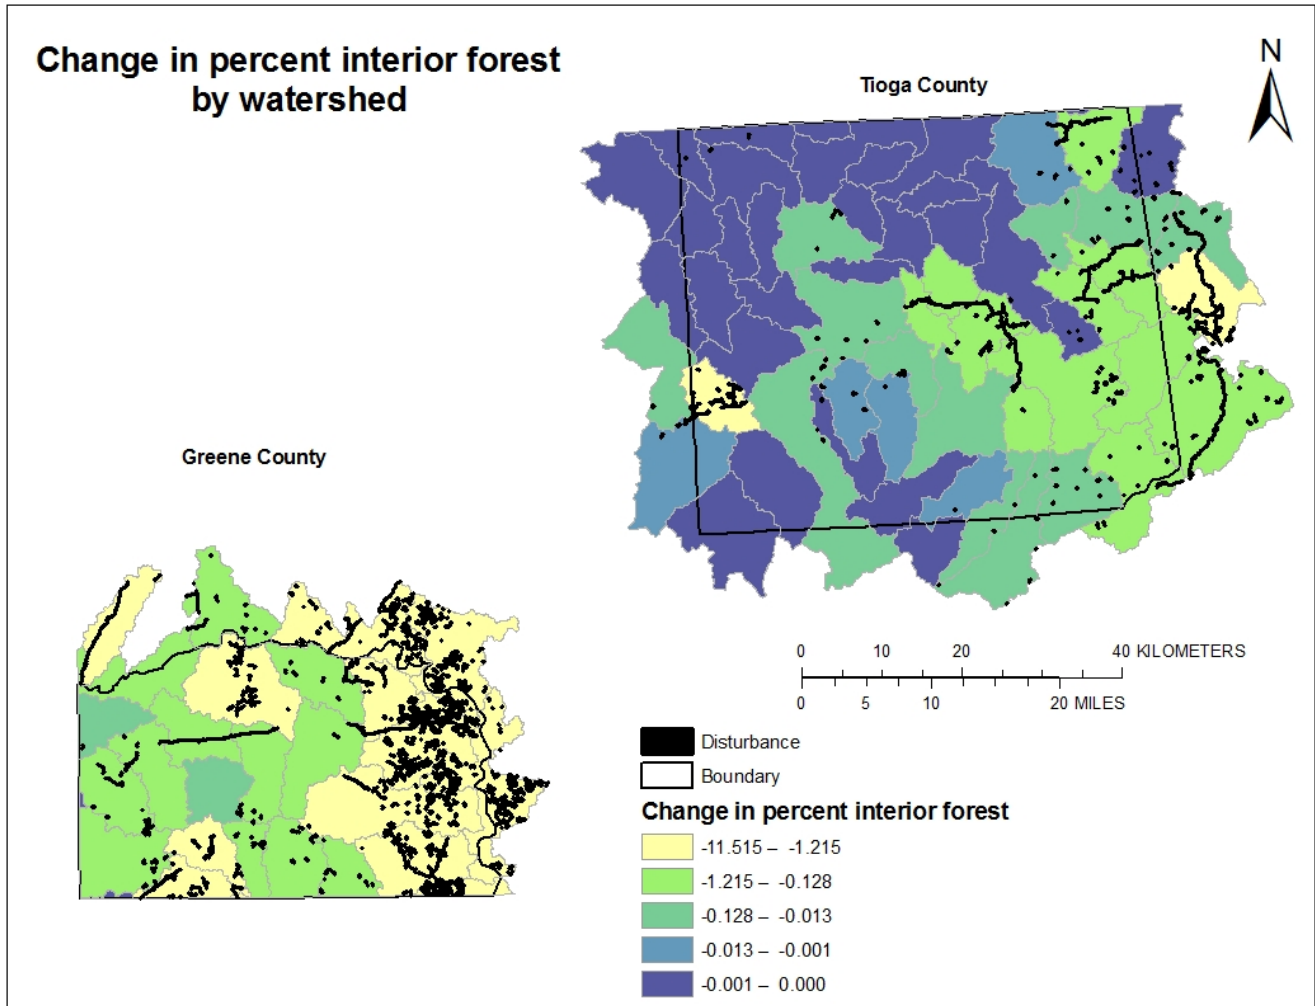 Change in percent interior forest
by watershed
Tioga County
N
Greene County
0 10 20 40 KILOMETERS
0 5 10 20 MILES
Disturbance
Boundary
Change in percent interior forest
-11.515 – -1.215
-1.215 – -0.128
-0.128 – -0.013
-0.013 – -0.001
-0.001 – 0.000